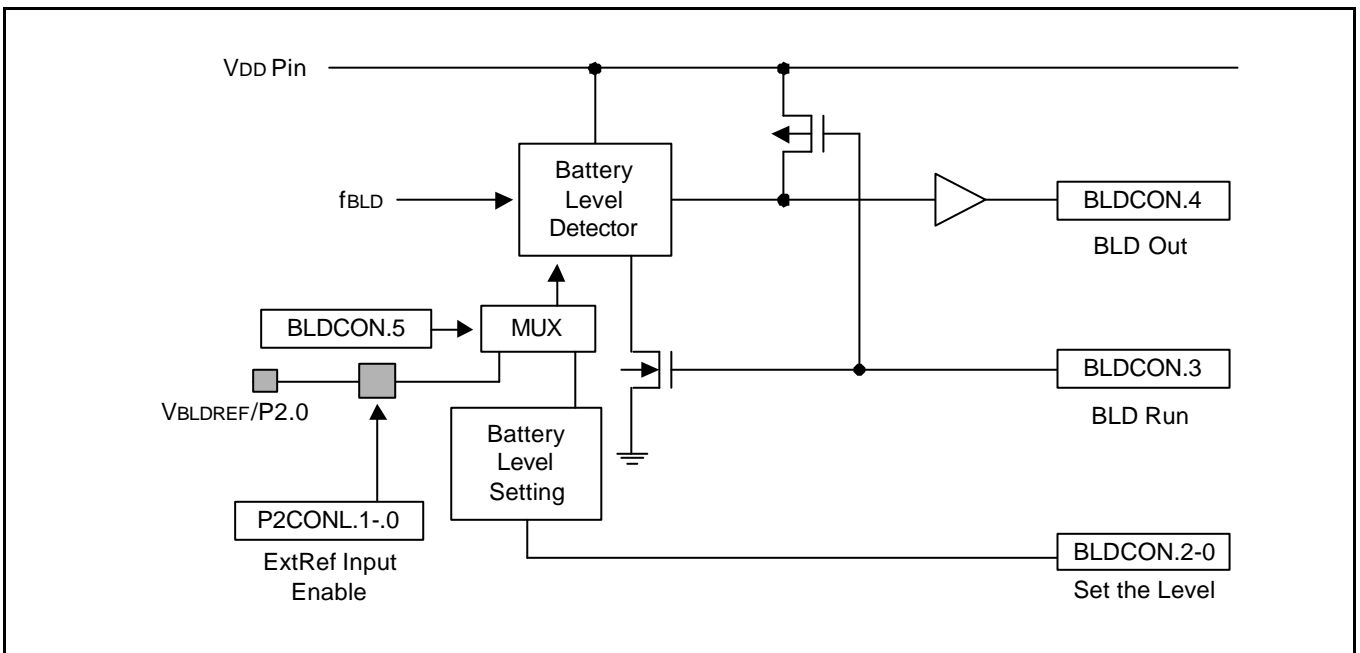 VDD Pin
Battery
Level
Detector
fBLD
BLDCON.4
BLD Out
BLDCON.5
MUX
BLDCON.3
BLD Run
VBLDREF/P2.0
Battery
Level
Setting
P2CONL.1-.0
ExtRef Input
Enable
BLDCON.2-0
Set the Level